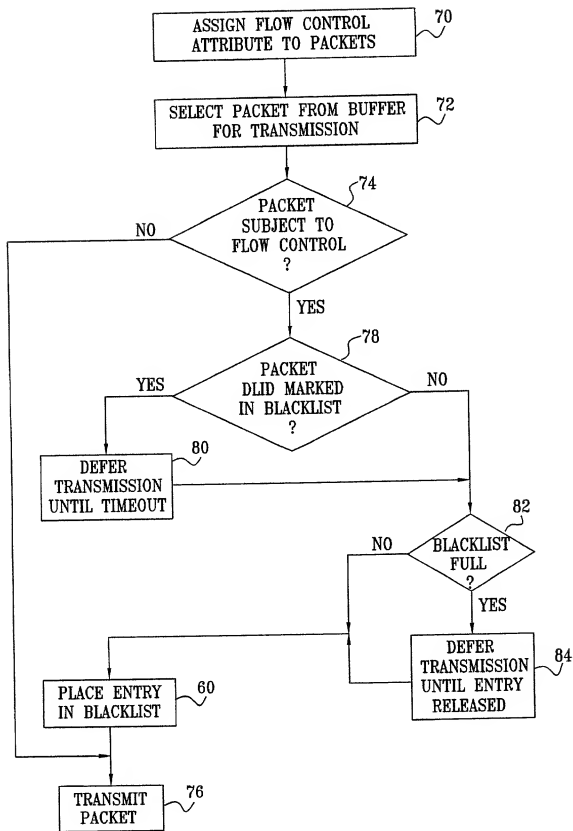 ASSIGN FLOW CONTROL
ATTRIBUTE TO PACKETS
70
SELECT PACKET FROM BUFFER
FOR TRANSMISSION
72
74
PACKET
SUBJECT TO
FLOW CONTROL
?
NO
YES
78
PACKET
DLID MARKED
IN BLACKLIST
?
YES
NO
80
DEFER
TRANSMISSION
UNTIL TIMEOUT
82
BLACKLIST
FULL
?
NO
YES
DEFER
TRANSMISSION
UNTIL ENTRY
RELEASED
84
PLACE ENTRY
IN BLACKLIST
60
TRANSMIT
PACKET
76